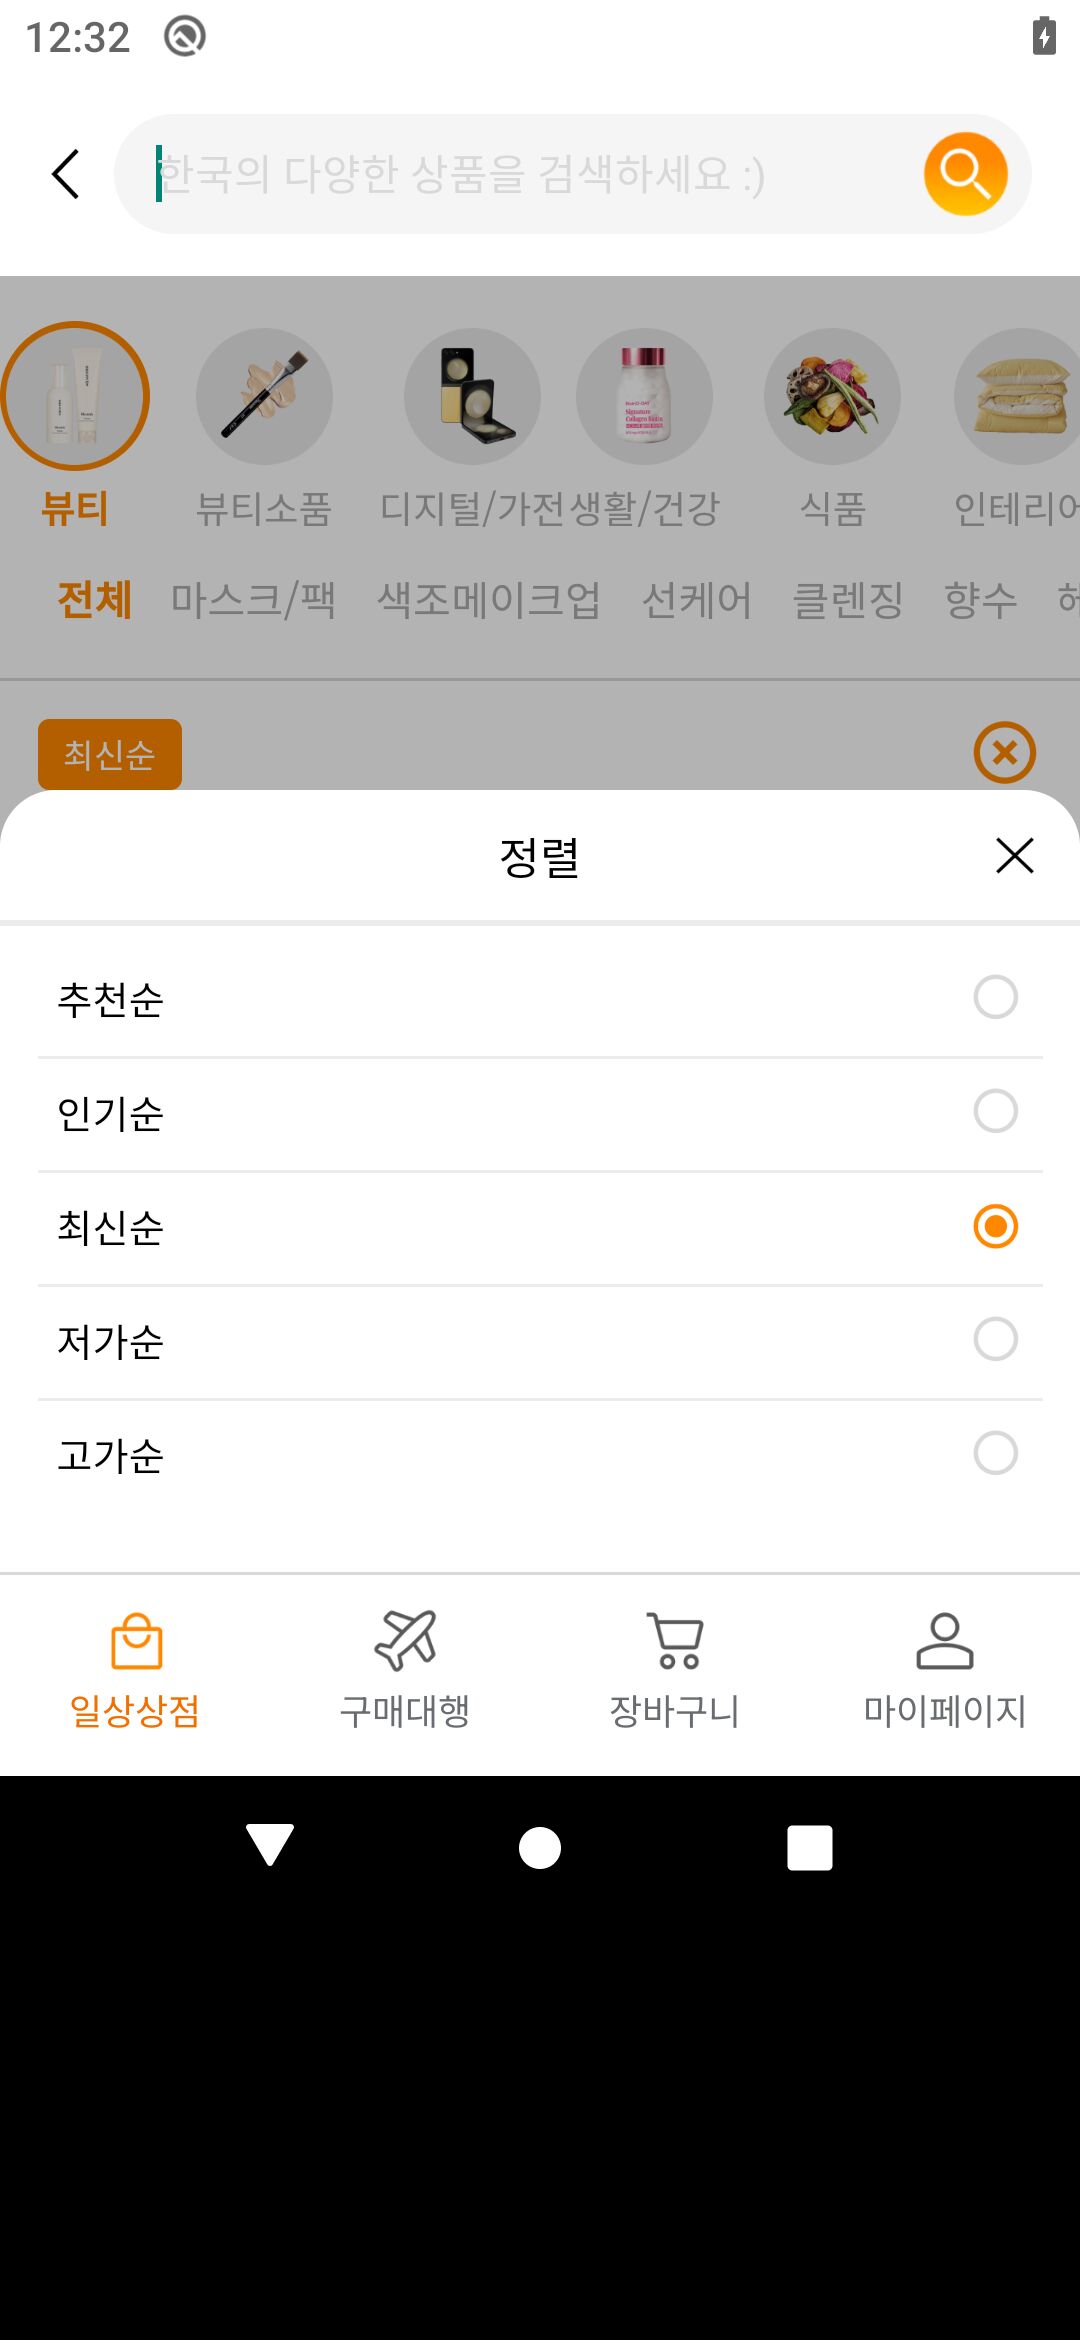 12:32
한국의 다양한 상품을 검색하세요 :)
뷰티 뷰티소품 디지털/가전 생활/건강 식품 인테리어
전체 마스크/팩 색조메이크업 선케어 클렌징 향수
최신순
정렬
추천순
인기순
최신순
저가순
고가순
일상상점 구매대행 장바구니 마이페이지